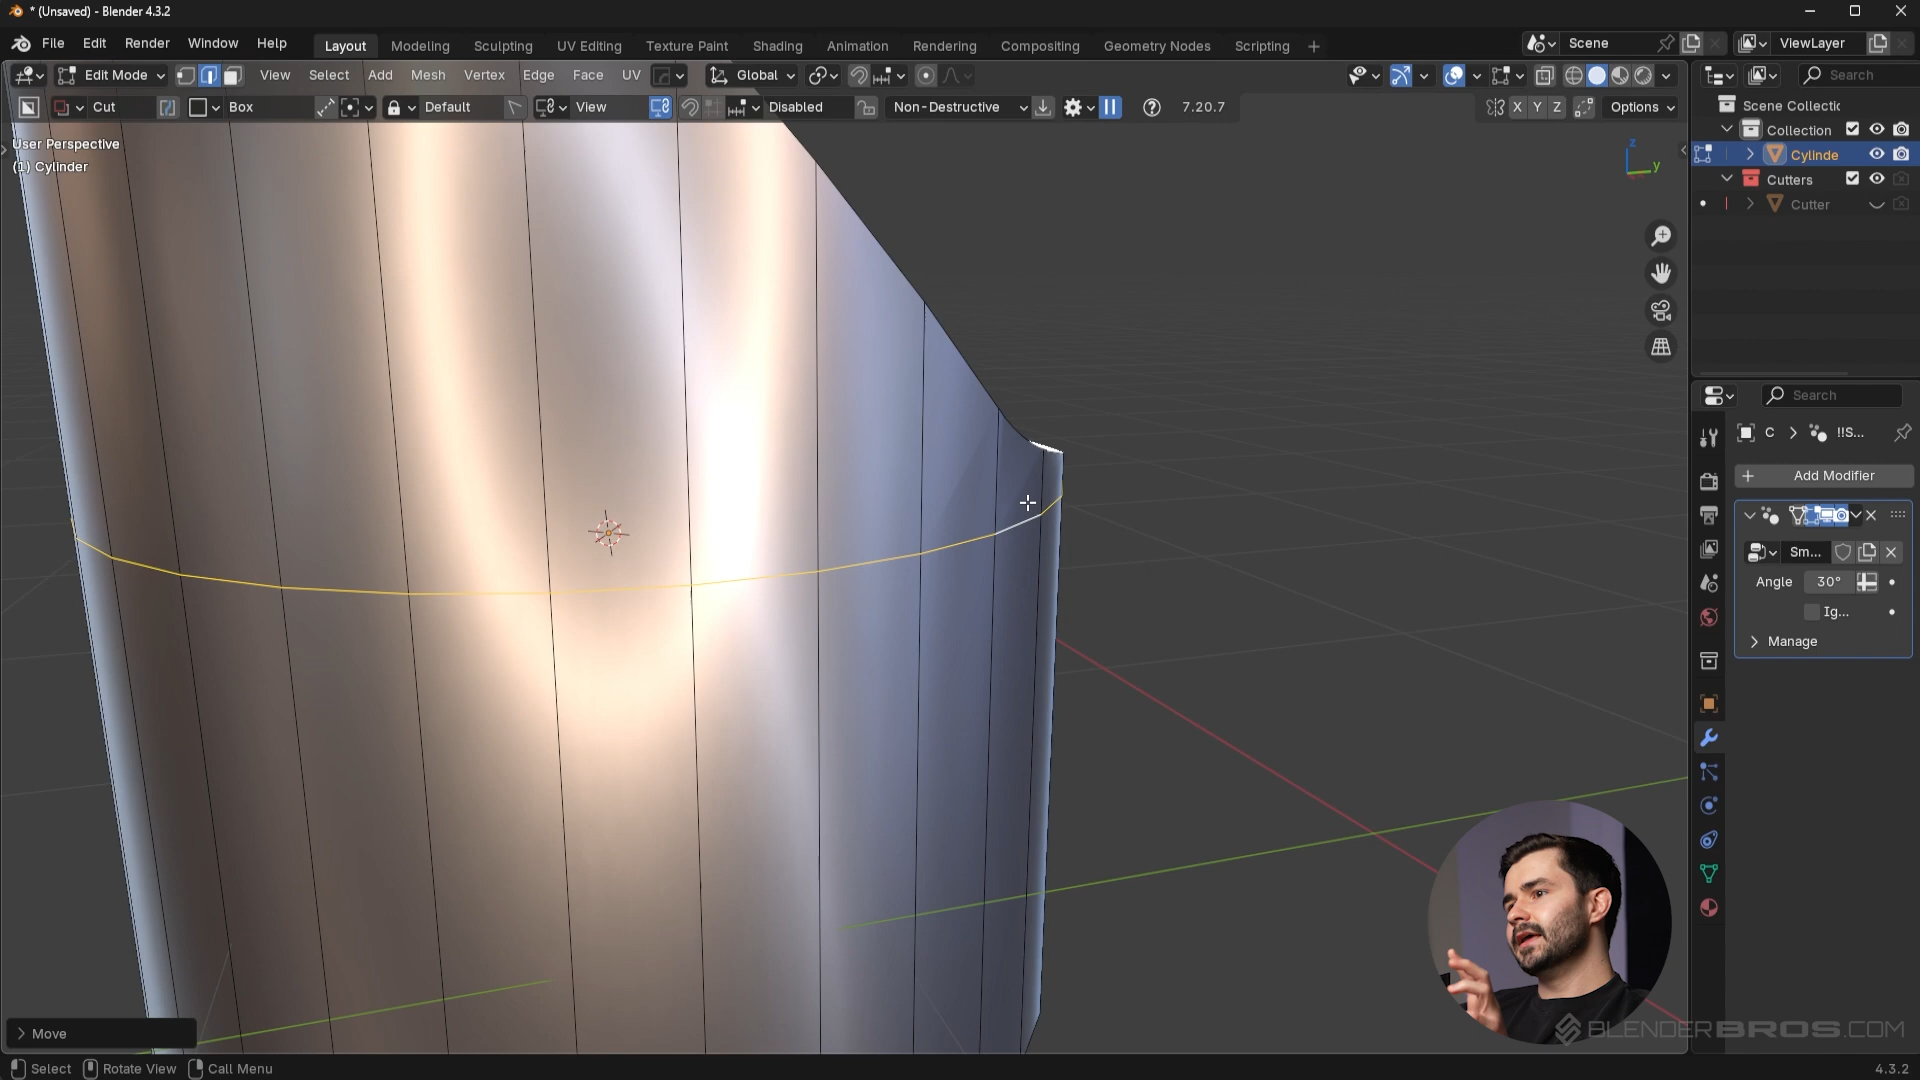 * (Unsaved) - Blender 4.3.2
File Edit Render Window Help Layout Modeling Sculpting UV Editing Texture Paint Shading Animation Rendering Compositing Geometry Nodes Scripting + Scene ViewLayer
Edit Mode View Select Add Mesh Vertex Edge Face UV Global Search
Cut Box Default View Disabled Non-Destructive 7.20.7 X Y Z Options
Scene Collectic
Collection
Cylinde
Cutters
Cutter
User Perspective
(1) Cylinder
z
y
Search
C !!S...
+ Add Modifier
Sm...
Angle 30°
Ig...
Manage
Move
BLENDERBROS.COM
Select Rotate View Call Menu 4.3.2